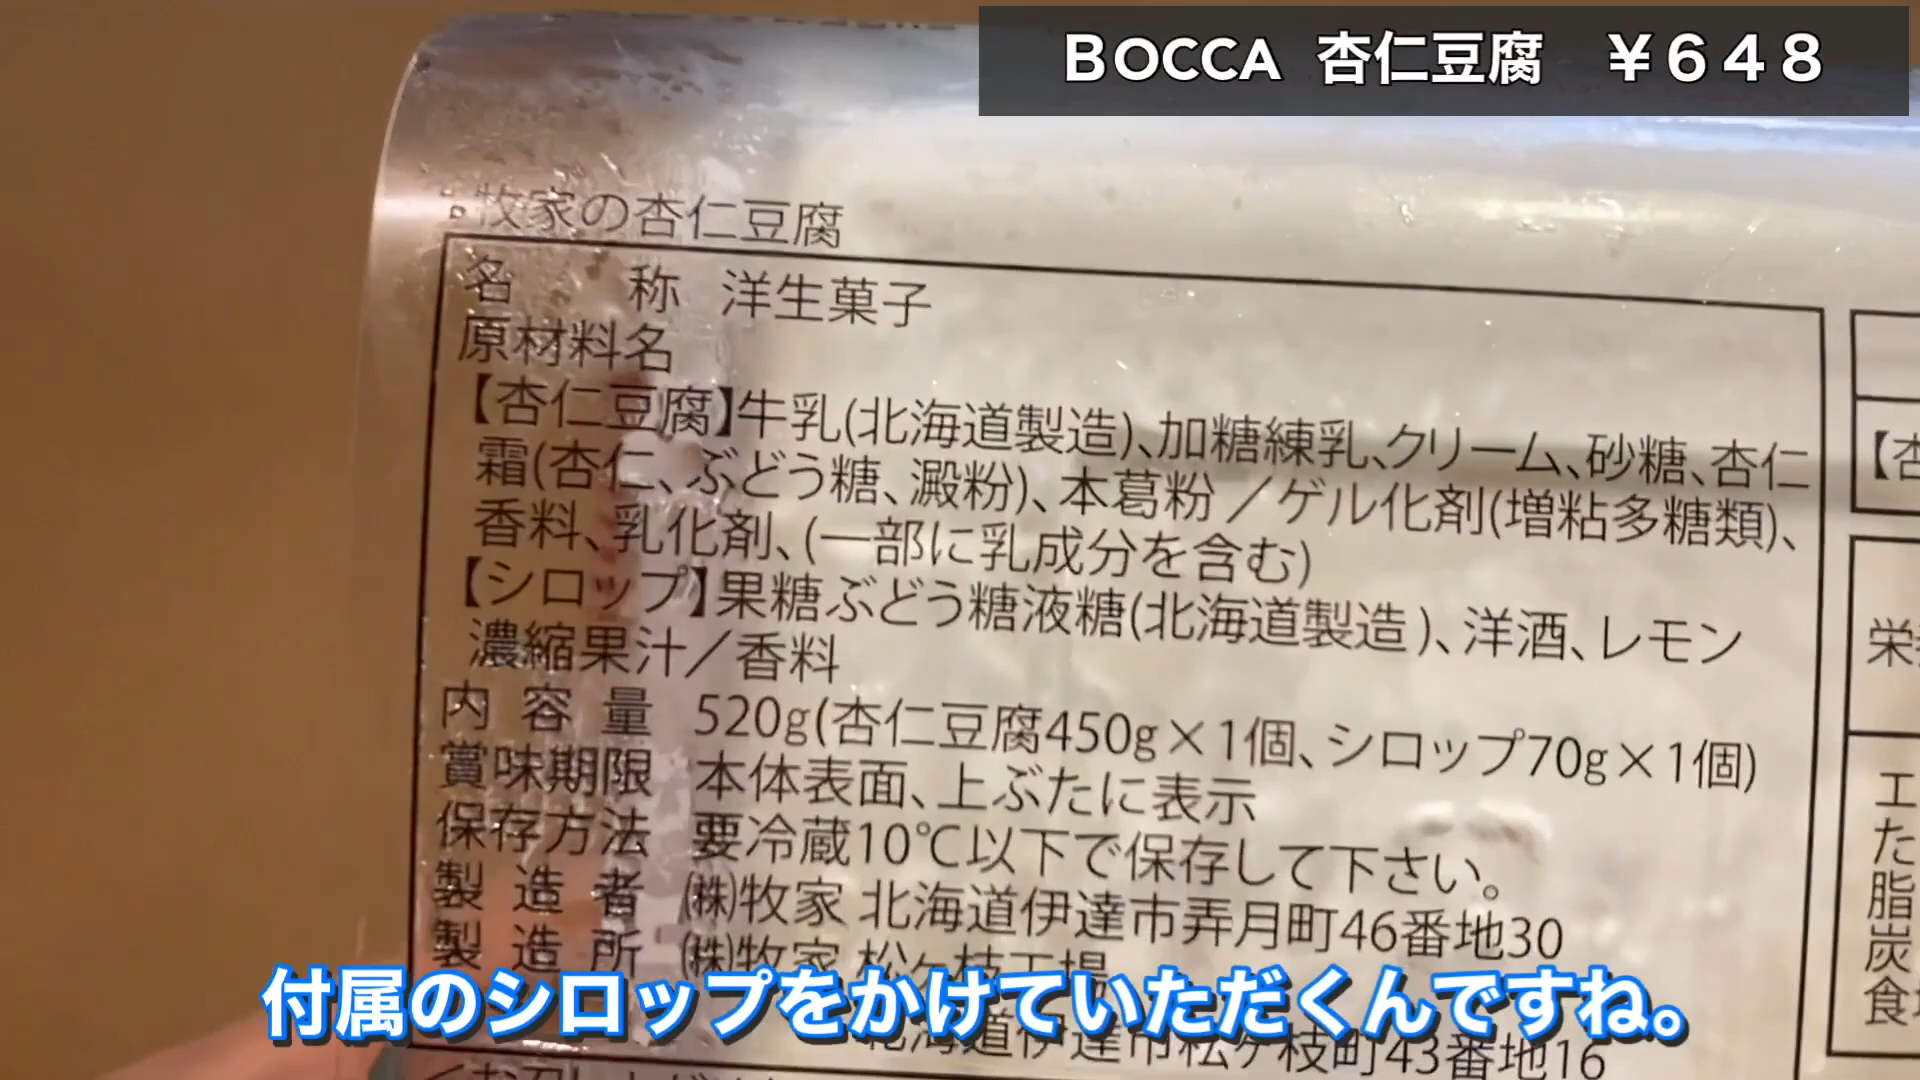 BOCCA 杏仁豆腐 ￥６４８
牧家の杏仁豆腐
名称 洋生菓子
原材料名
【杏仁豆腐】牛乳(北海道製造)、加糖練乳、クリーム、砂糖、杏仁
霜(杏仁、ぶどう糖、澱粉)、本葛粉／ゲル化剤(増粘多糖類)、
香料、乳化剤、(一部に乳成分を含む)
【シロップ】果糖ぶどう糖液糖(北海道製造)、洋酒、レモン
濃縮果汁／香料
内容量 520g(杏仁豆腐450g×1個、シロップ70g×1個)
賞味期限 本体表面、上ぶたに表示
保存方法 要冷蔵10℃以下で保存して下さい。
製造者 ㈱牧家 北海道伊達市弄月町46番地30
製造所 ㈱牧家 松ヶ枝工場
北海道伊達市松ヶ枝町43番地16
【杏
栄
エ
た
脂
炭
食
付属のシロップをかけていただくんですね。